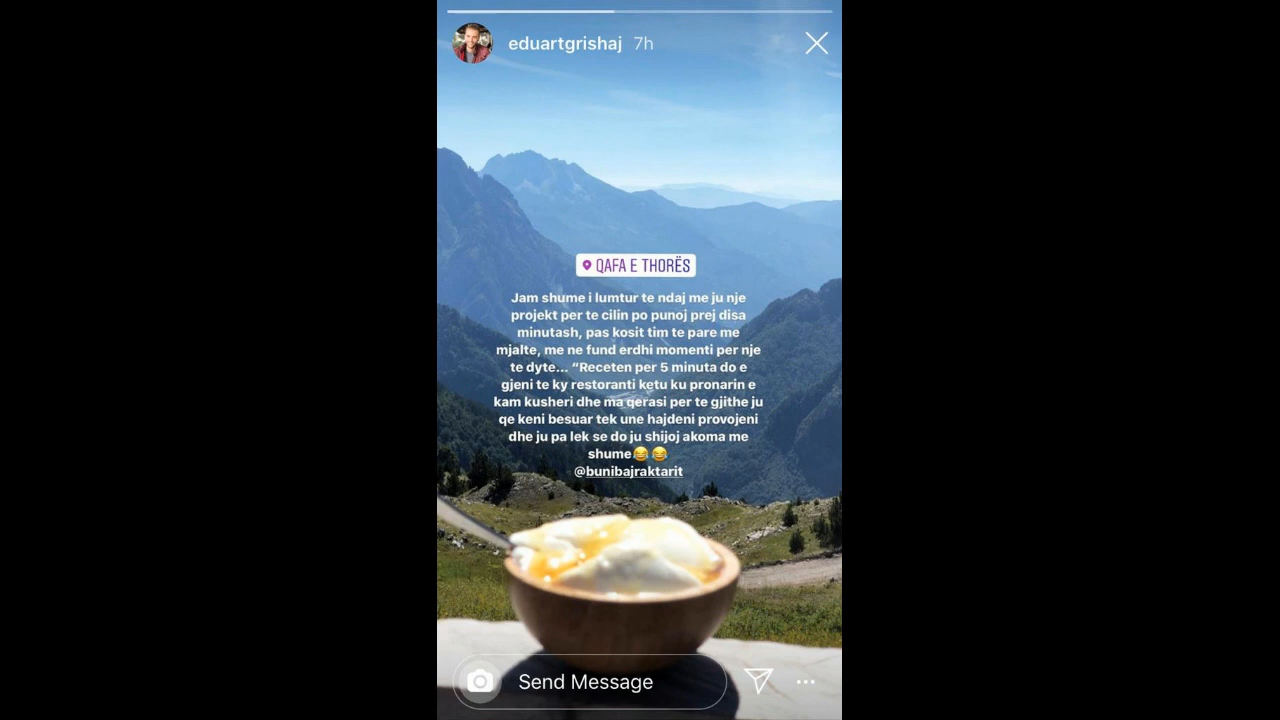 eduartgrishaj 7h
QAFA E THORËS
Jam shume i lumtur te ndaj me ju nje
projekt per te cilin po punoj prej disa
minutash, pas kosit tim te pare me
mjalte, me ne fund erdhi momenti per nje
te dyte... “Receten per 5 minuta do e
gjeni te ky restoranti ketu ku pronarin e
kam kusheri dhe ma qerasi per te gjithe ju
qe keni besuar tek une hajdeni provojeni
dhe ju pa lek se do ju shijoj akoma me
shume😂 😂
@bunibajraktarit
Send Message